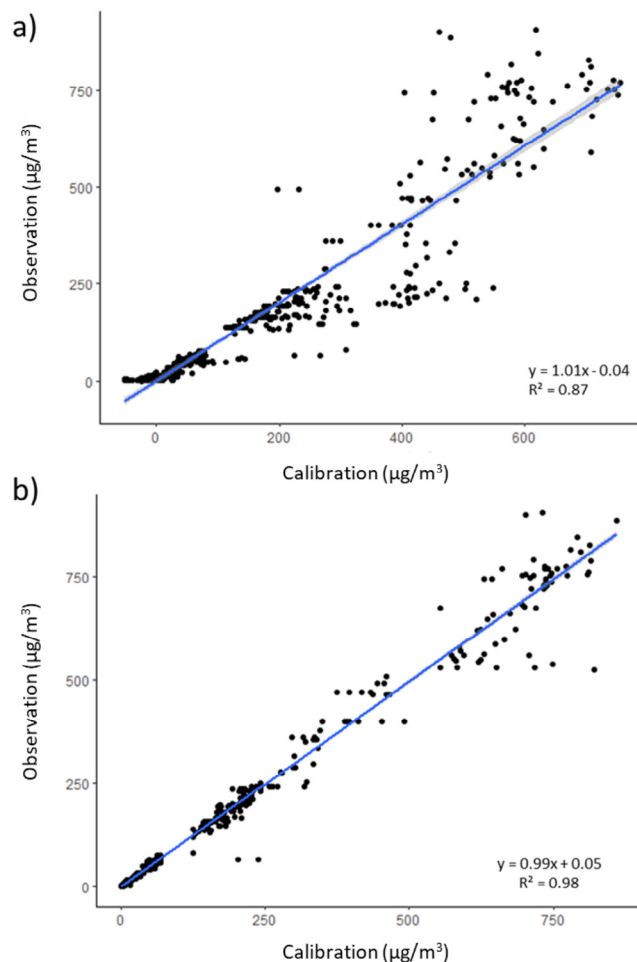 a)
750
500
250
0
Observation (µg/m³)
y = 1.01x - 0.04
R² = 0.87
0 200 400 600
Calibration (µg/m³)
b)
750
500
250
0
Observation (µg/m³)
y = 0.99x + 0.05
R² = 0.98
0 250 500 750
Calibration (µg/m³)